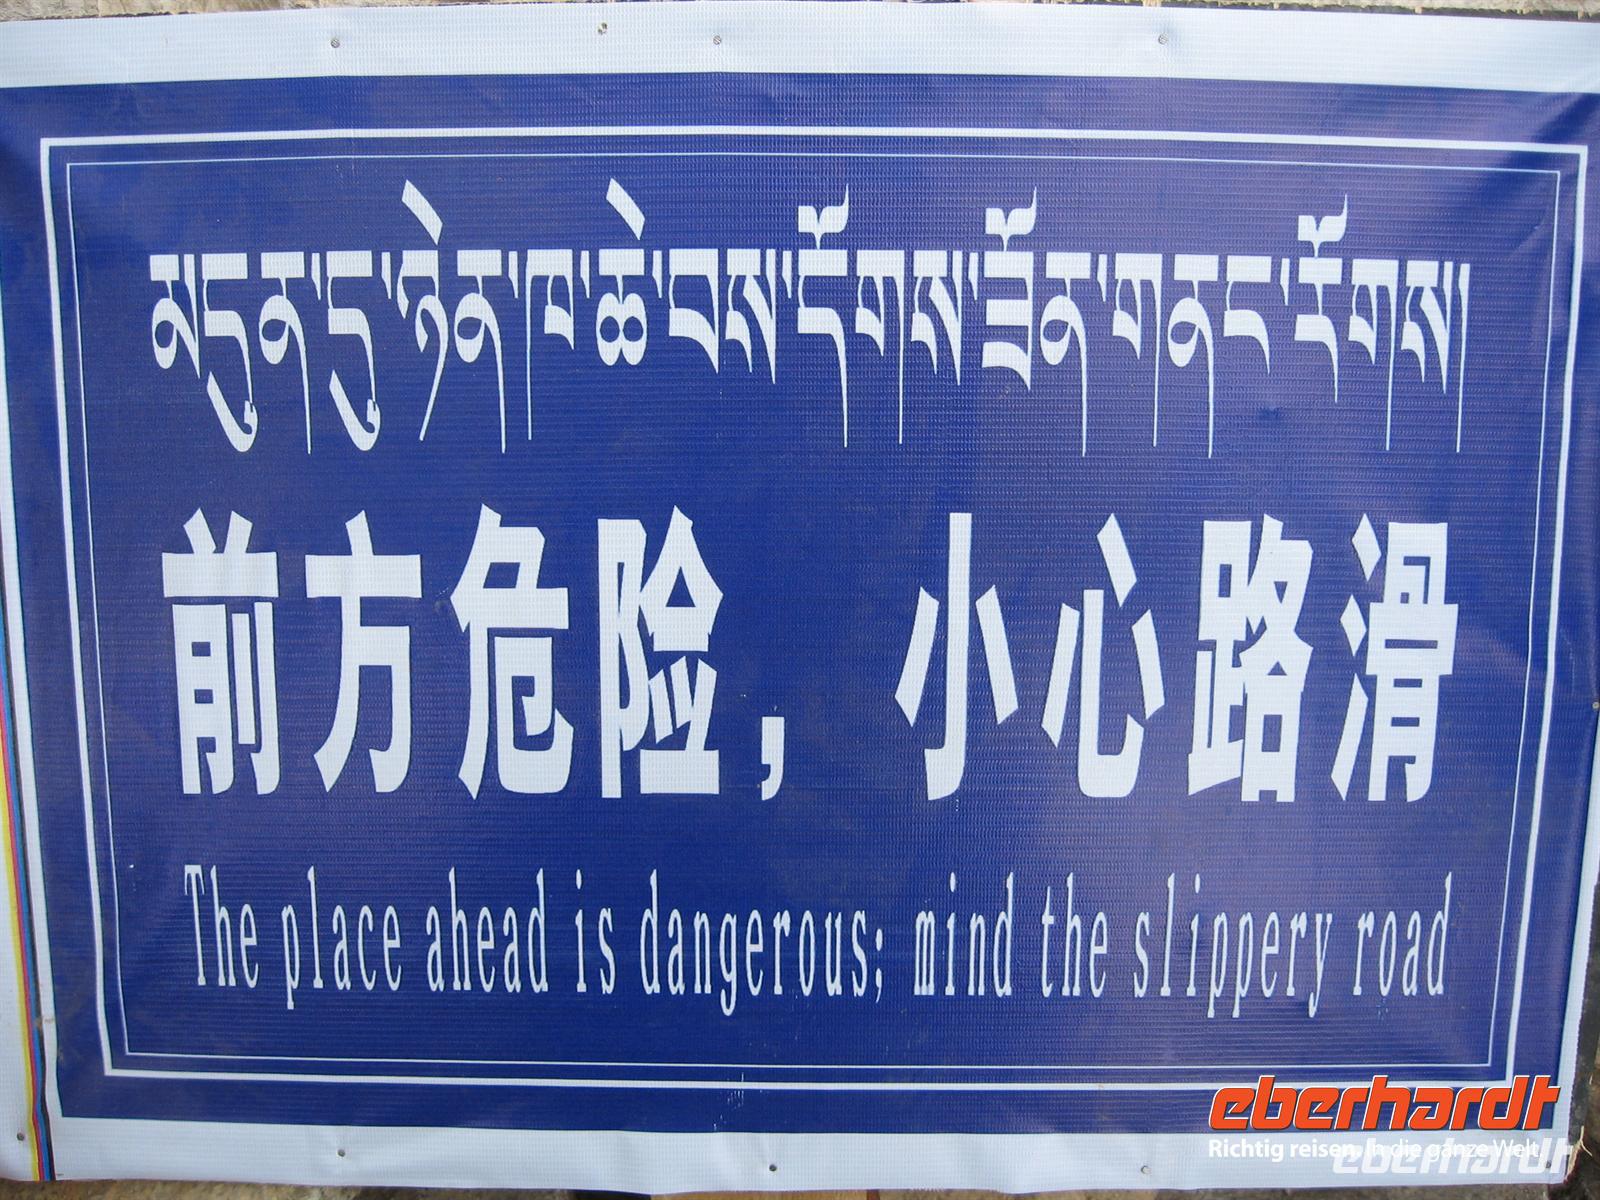 མདུན་དུ་ཉེན་ཁ་ཆེ་བས་དོགས་ཟོན་གནང་རོགས།
前方危险，小心路滑
The place ahead is dangerous; mind the slippery road
eberhardt
Richtig reisen. In die ganze Welt.
eberhardt